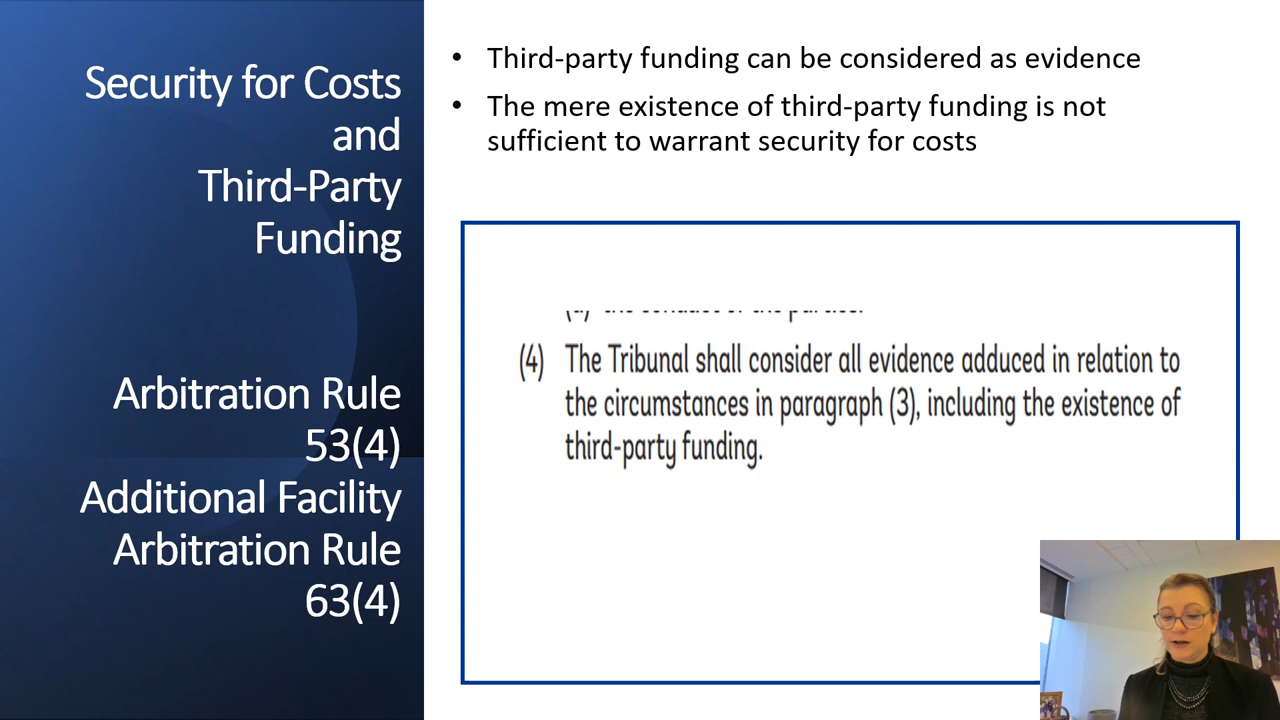 Security for Costs
and
Third-Party
Funding
Arbitration Rule
53(4)
Additional Facility
Arbitration Rule
63(4)
• Third-party funding can be considered as evidence
• The mere existence of third-party funding is not
sufficient to warrant security for costs
(4) The Tribunal shall consider all evidence adduced in relation to
the circumstances in paragraph (3), including the existence of
third-party funding.